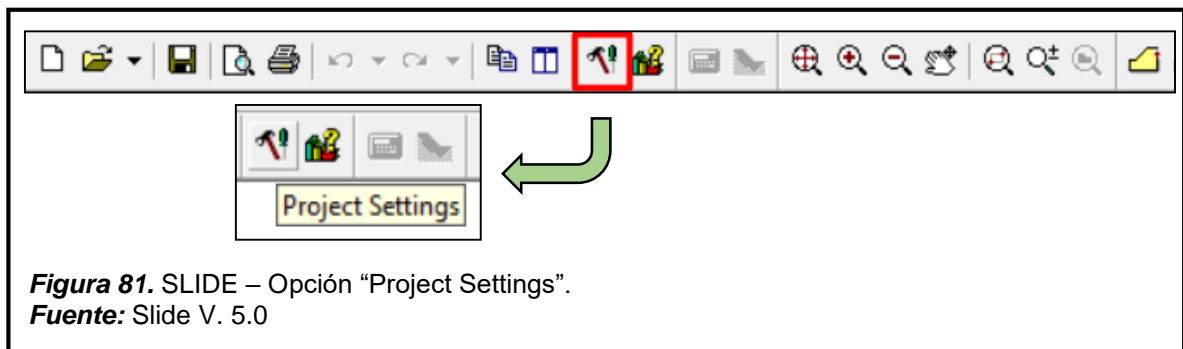 Project Settings
Figura 81. SLIDE – Opción “Project Settings”.
Fuente: Slide V. 5.0